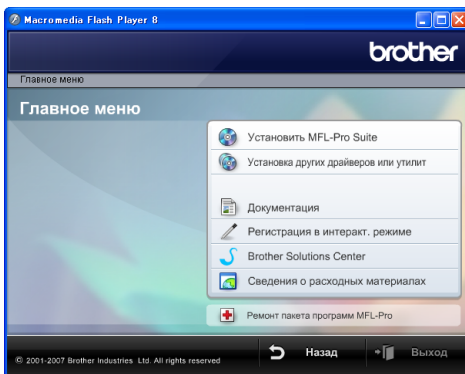 Macromedia Flash Player 8
brother
Главное меню
Главное меню
Установить MFL-Pro Suite
Установка других драйверов или утилит
Документация
Регистрация в интеракт. режиме
Brother Solutions Center
Сведения о расходных материалах
Ремонт пакета программ MFL-Pro
© 2001-2007 Brother Industries Ltd. All rights reserved
Назад
Выход